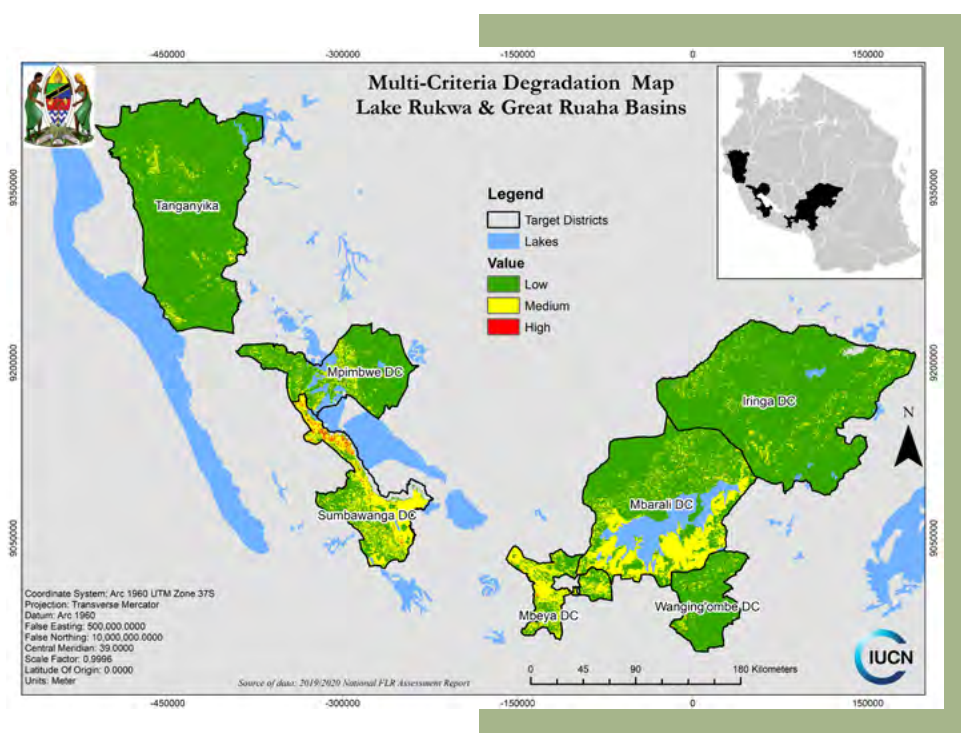 -450000 -300000 -150000 0 150000
Multi-Criteria Degradation Map
Lake Rukwa & Great Ruaha Basins
9350000
9350000
Legend
Target Districts
Lakes
Value
Low
Medium
High
Tanganyika
Mpimbwe DC
Sumbawanga DC
Iringa DC
Mbarali DC
Mbeya DC
Wanging'ombe DC
9200000
9200000
N
9050000
9050000
Coordinate System: Arc 1960 UTM Zone 37S
Projection: Transverse Mercator
Datum: Arc 1960
False Easting: 500,000.0000
False Northing: 10,000,000.0000
Central Meridian: 39.0000
Scale Factor: 0.9996
Latitude Of Origin: 0.0000
Units: Meter
Source of data: 2019/2020 National FLR Assessment Report
0 45 90 180 Kilometers
IUCN
-450000 -300000 -150000 0 150000